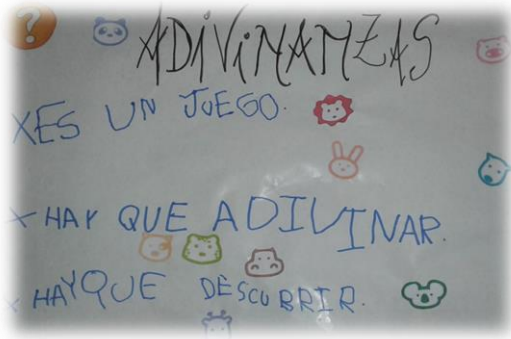 ?
ADIViNANZAS
XES UN JUEGO.
x HAY QUE ADIVINAR.
x HAYQUE DESCUBRIR.